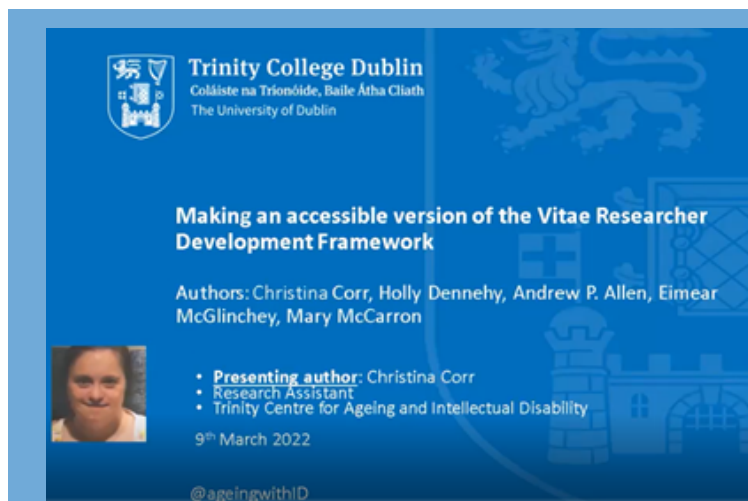 Trinity College Dublin
Coláiste na Tríonóide, Baile Átha Cliath
The University of Dublin
Making an accessible version of the Vitae Researcher
Development Framework
Authors: Christina Corr, Holly Dennehy, Andrew P. Allen, Eimear
McGlinchey, Mary McCarron
• Presenting author: Christina Corr
• Research Assistant
• Trinity Centre for Ageing and Intellectual Disability
9th March 2022
@ageingwithID